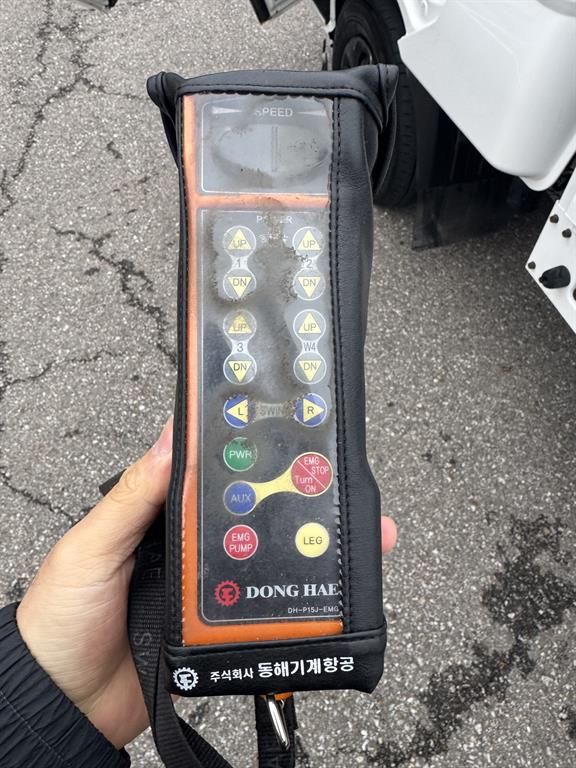 SPEED
UP UP
1 2
DN DN
UP UP
3 W4
DN DN
L SWIN R
PWR
EMG
STOP
Turn
ON
AUX
EMG
PUMP
LEG
DONG HAE
DH-P15J-EMG
주식회사 동해기계항공